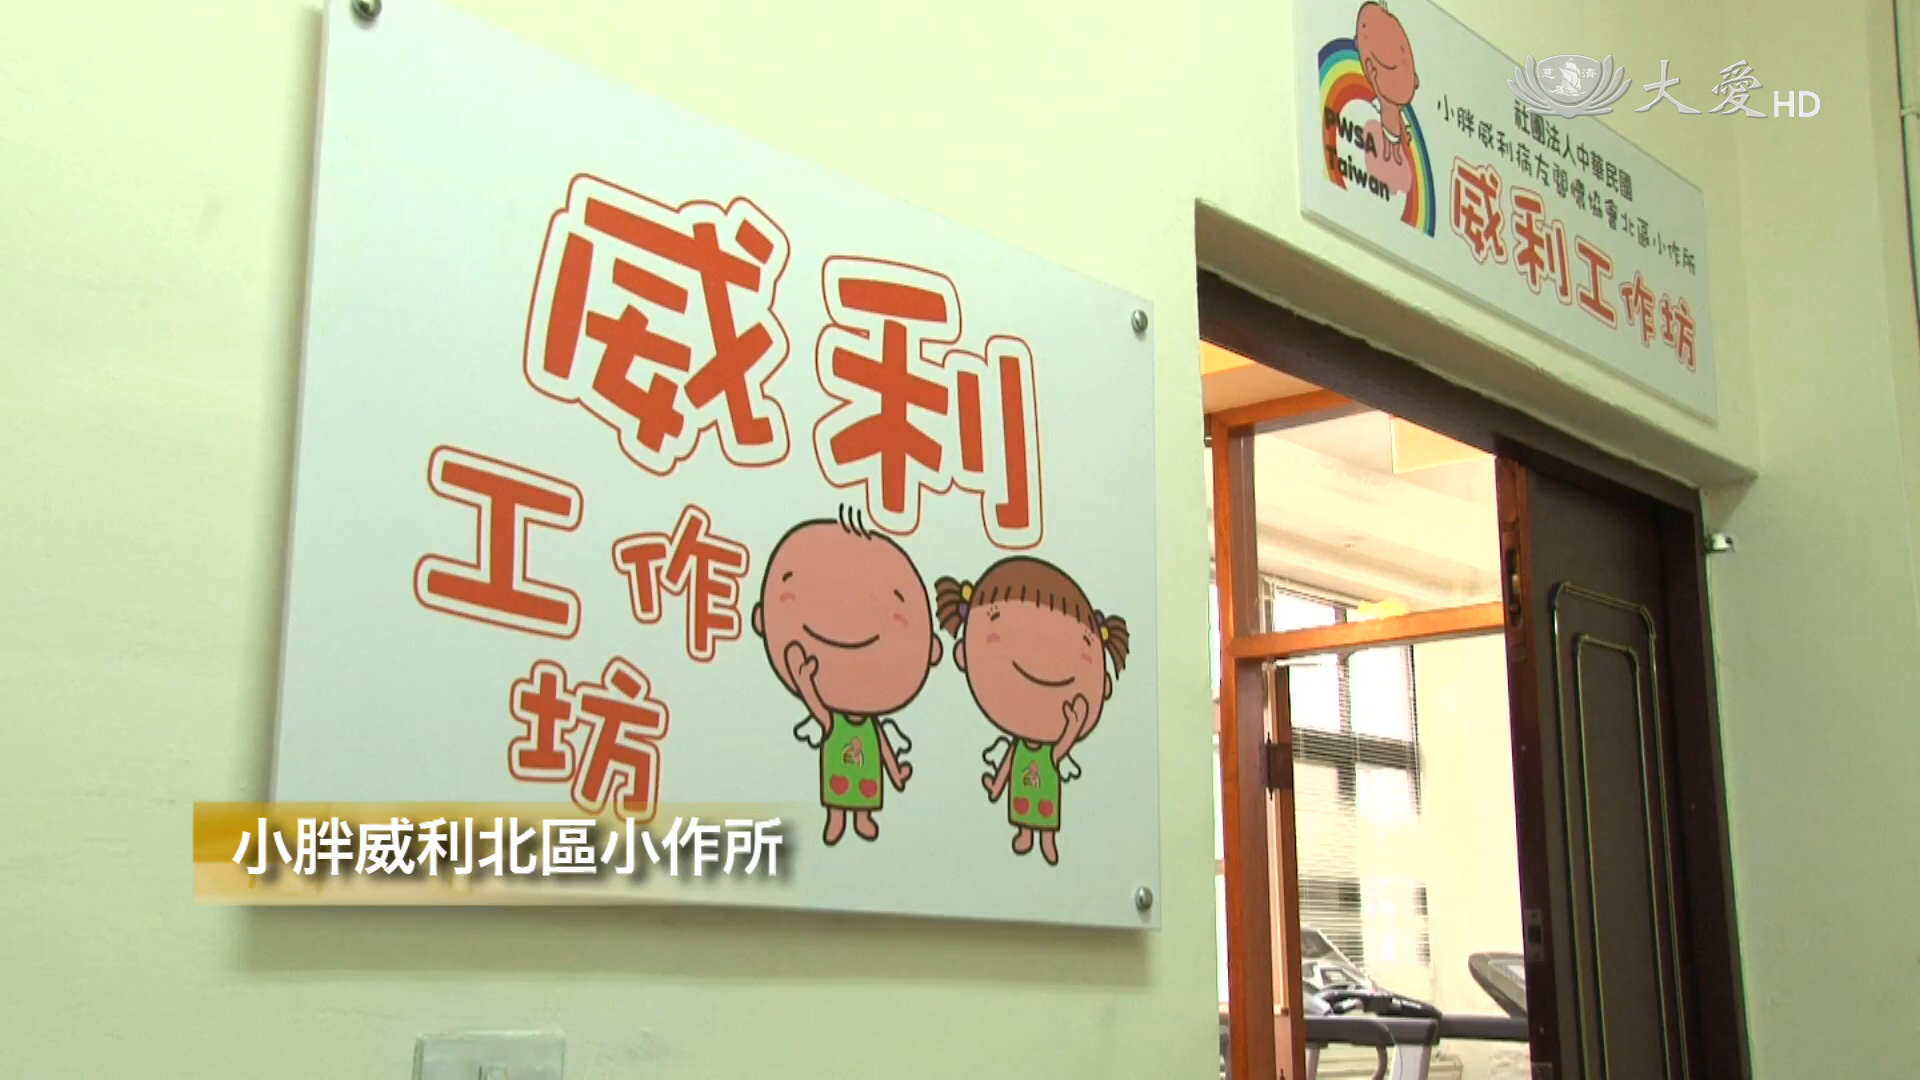 威利
工作
坊
PWSA
Taiwan
社團法人中華民國
小胖威利病友關懷協會北區小作所
威利工作坊
慈濟
大愛HD
小胖威利北區小作所